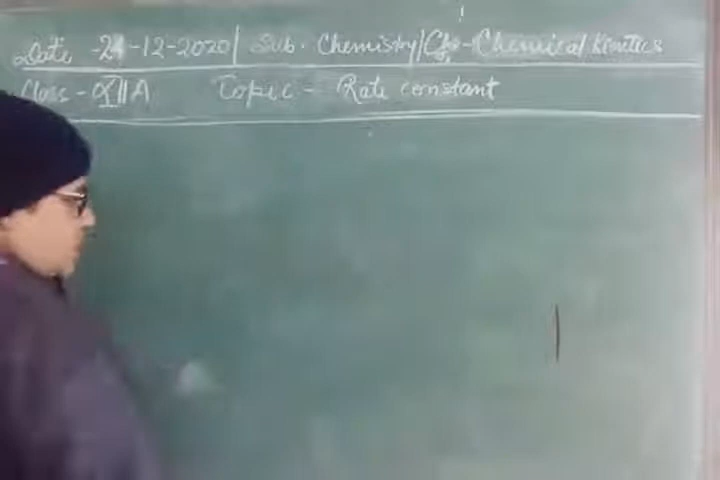 Date -24-12-2020| Sub. Chemistry|Ch-Chemical Kinetics
Class - XII A Topic - Rate constant